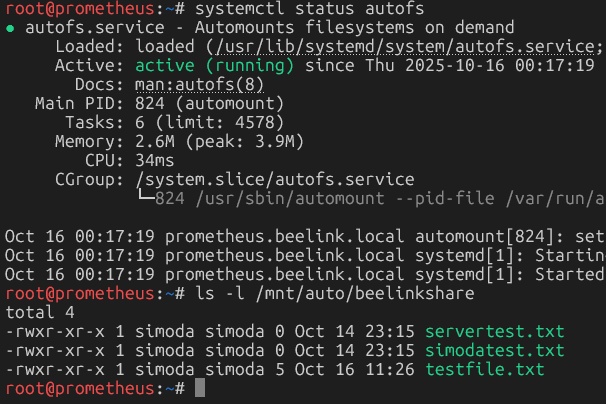 root@prometheus:~# systemctl status autofs
● autofs.service - Automounts filesystems on demand
     Loaded: loaded (/usr/lib/systemd/system/autofs.service;
     Active: active (running) since Thu 2025-10-16 00:17:19
       Docs: man:autofs(8)
   Main PID: 824 (automount)
      Tasks: 6 (limit: 4578)
     Memory: 2.6M (peak: 3.9M)
        CPU: 34ms
     CGroup: /system.slice/autofs.service
             └─824 /usr/sbin/automount --pid-file /var/run/a
Oct 16 00:17:19 prometheus.beelink.local automount[824]: set
Oct 16 00:17:19 prometheus.beelink.local systemd[1]: Startin
Oct 16 00:17:19 prometheus.beelink.local systemd[1]: Started
root@prometheus:~# ls -l /mnt/auto/beelinkshare
total 4
-rwxr-xr-x 1 simoda simoda 0 Oct 14 23:15 servertest.txt
-rwxr-xr-x 1 simoda simoda 0 Oct 14 23:15 simodatest.txt
-rwxr-xr-x 1 simoda simoda 5 Oct 16 11:26 testfile.txt
root@prometheus:~#